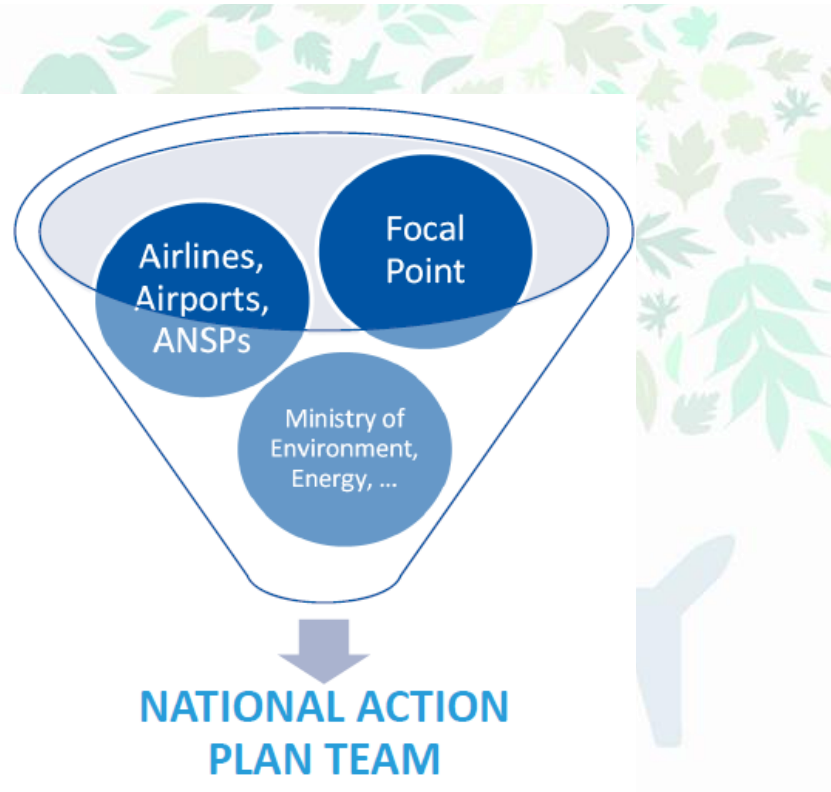 Focal
Point
Airlines,
Airports,
ANSPs
Ministry of
Environment,
Energy, ...
NATIONAL ACTION
PLAN TEAM